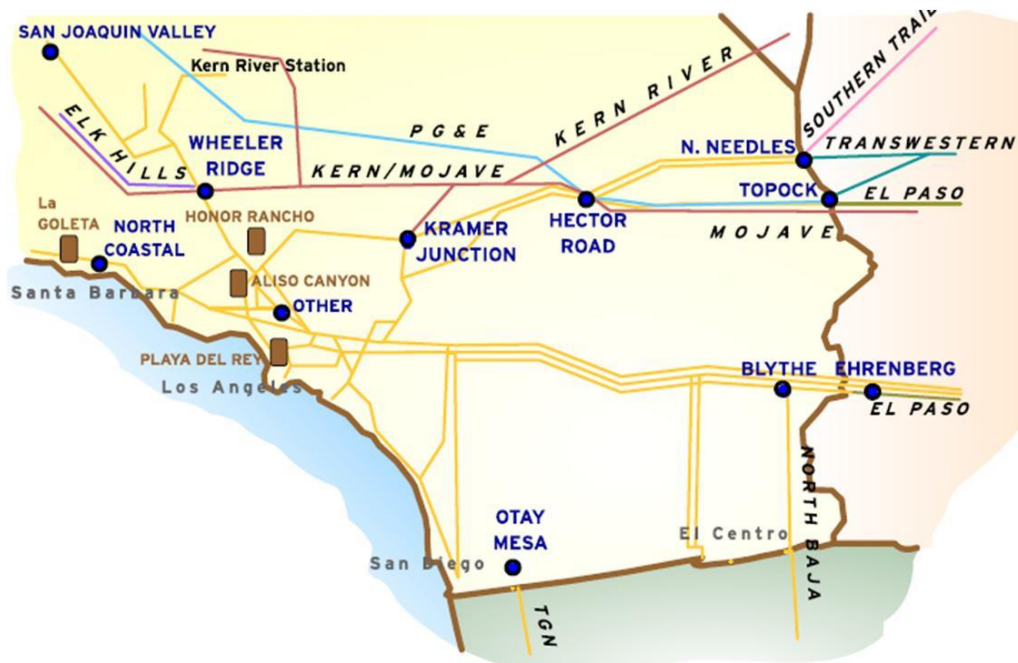 SAN JOAQUIN VALLEY
Kern River Station
ELK HILLS
WHEELER
RIDGE
PG&E
KERN RIVER
SOUTHERN TRAIL
KERN/MOJAVE
N. NEEDLES
TRANSWESTERN
TOPOCK
EL PASO
La
GOLETA
NORTH
COASTAL
HONOR RANCHO
KRAMER
JUNCTION
HECTOR
ROAD
MOJAVE
Santa Barbara
ALISO CANYON
OTHER
PLAYA DEL REY
Los Angeles
BLYTHE
EHRENBERG
EL PASO
NORTH BAJA
OTAY
MESA
El Centro
San Diego
TGN